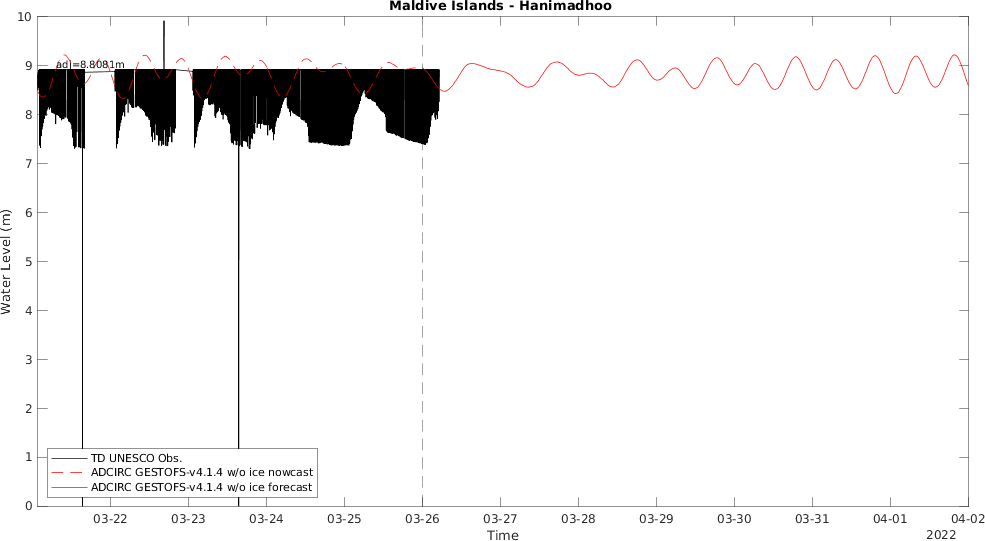 Maldive Islands - Hanimadhoo
10
9
8
7
6
5
4
3
2
1
0
Water Level (m)
adj=8.8081m
TD UNESCO Obs.
ADCIRC GESTOFS-v4.1.4 w/o ice nowcast
ADCIRC GESTOFS-v4.1.4 w/o ice forecast
03-22 03-23 03-24 03-25 03-26 03-27 03-28 03-29 03-30 03-31 04-01 04-02
Time
2022